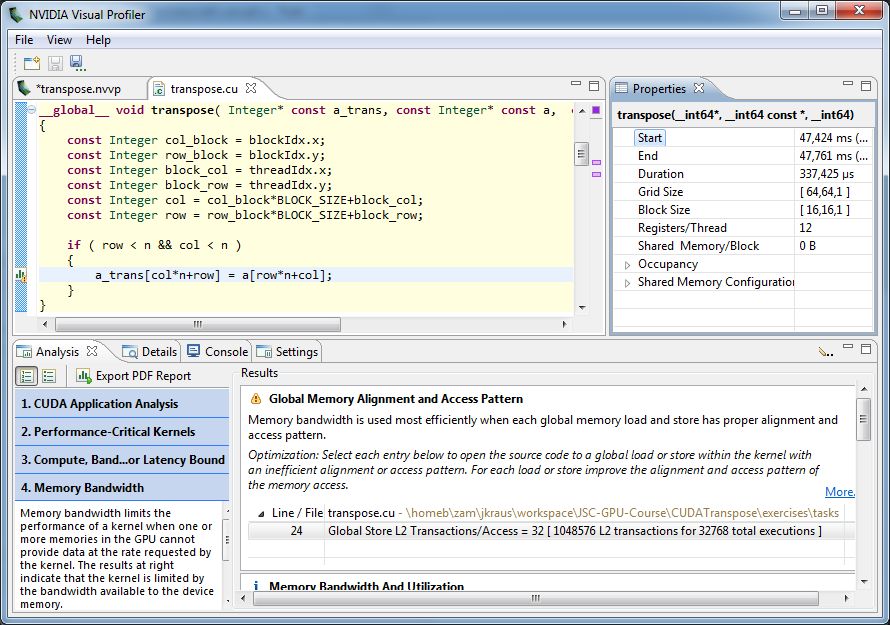 NVIDIA Visual Profiler
File View Help
*transpose.nvvp
transpose.cu
__global__ void transpose( Integer* const a_trans, const Integer* const a,
{
const Integer col_block = blockIdx.x;
const Integer row_block = blockIdx.y;
const Integer block_col = threadIdx.x;
const Integer block_row = threadIdx.y;
const Integer col = col_block*BLOCK_SIZE+block_col;
const Integer row = row_block*BLOCK_SIZE+block_row;
if ( row < n && col < n )
{
a_trans[col*n+row] = a[row*n+col];
}
}
Properties
transpose(__int64*, __int64 const *, __int64)
Start 47,424 ms (...
End 47,761 ms (...
Duration 337,425 µs
Grid Size [ 64,64,1 ]
Block Size [ 16,16,1 ]
Registers/Thread 12
Shared Memory/Block 0 B
Occupancy
Shared Memory Configuration
Analysis Details Console Settings
Export PDF Report
1. CUDA Application Analysis
2. Performance-Critical Kernels
3. Compute, Band...or Latency Bound
4. Memory Bandwidth
Memory bandwidth limits the
performance of a kernel when one or
more memories in the GPU cannot
provide data at the rate requested by
the kernel. The results at right
indicate that the kernel is limited by
the bandwidth available to the device
memory.
Results
Global Memory Alignment and Access Pattern
Memory bandwidth is used most efficiently when each global memory load and store has proper alignment and
access pattern.
Optimization: Select each entry below to open the source code to a global load or store within the kernel with
an inefficient alignment or access pattern. For each load or store improve the alignment and access pattern of
the memory access.
More.
Line / File transpose.cu - \homeb\zam\jkraus\workspace\JSC-GPU-Course\CUDATranspose\exercises\tasks
24 Global Store L2 Transactions/Access = 32 [ 1048576 L2 transactions for 32768 total executions ]
Memory Bandwidth And Utilization